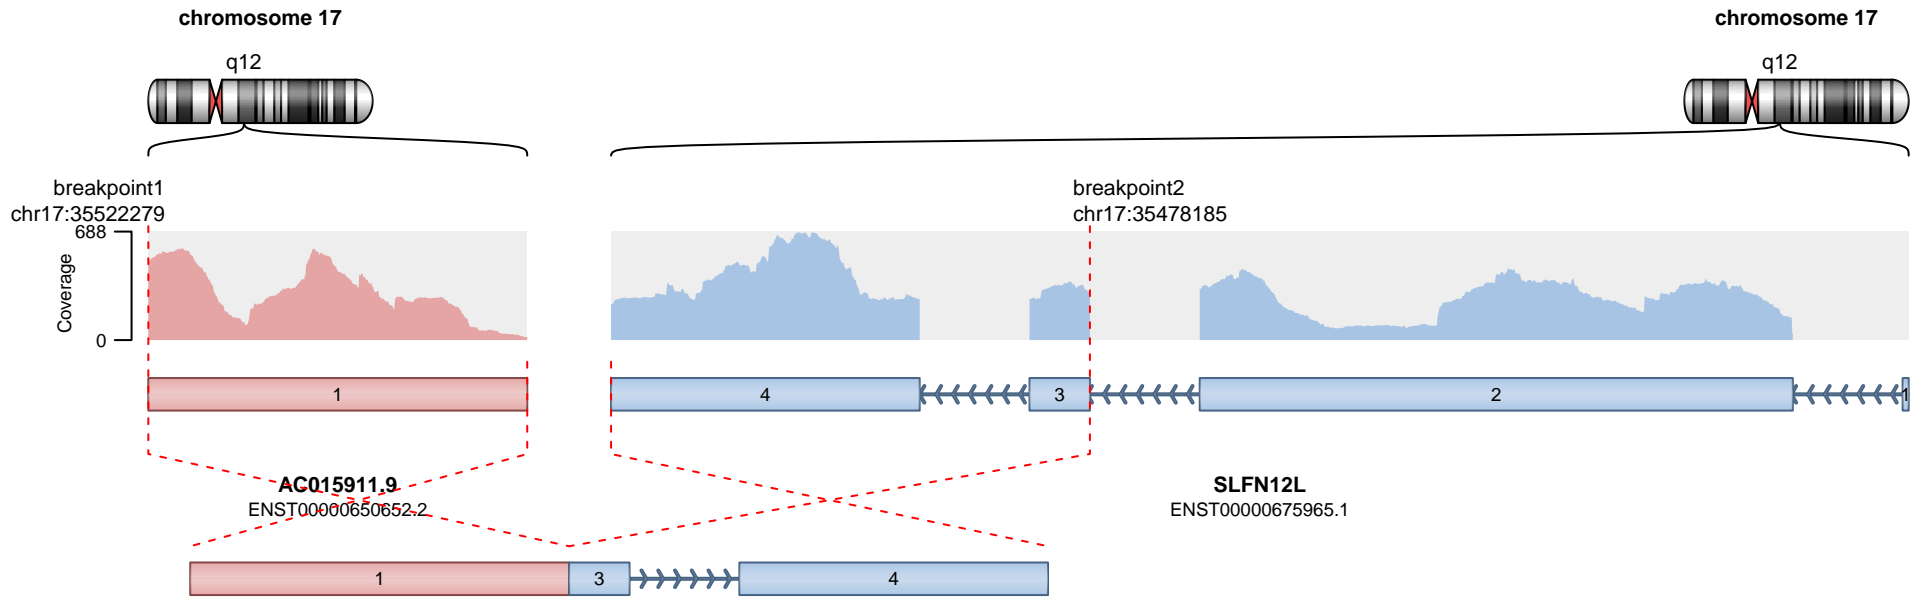 chromosome 17
chromosome 17
q12
q12
breakpoint1
chr17:35522279
breakpoint2
chr17:35478185
688
Coverage
0
1
4
3
2
1
AC015911.9
ENST00000650652.2
SLFN12L
ENST00000675965.1
1
3
4